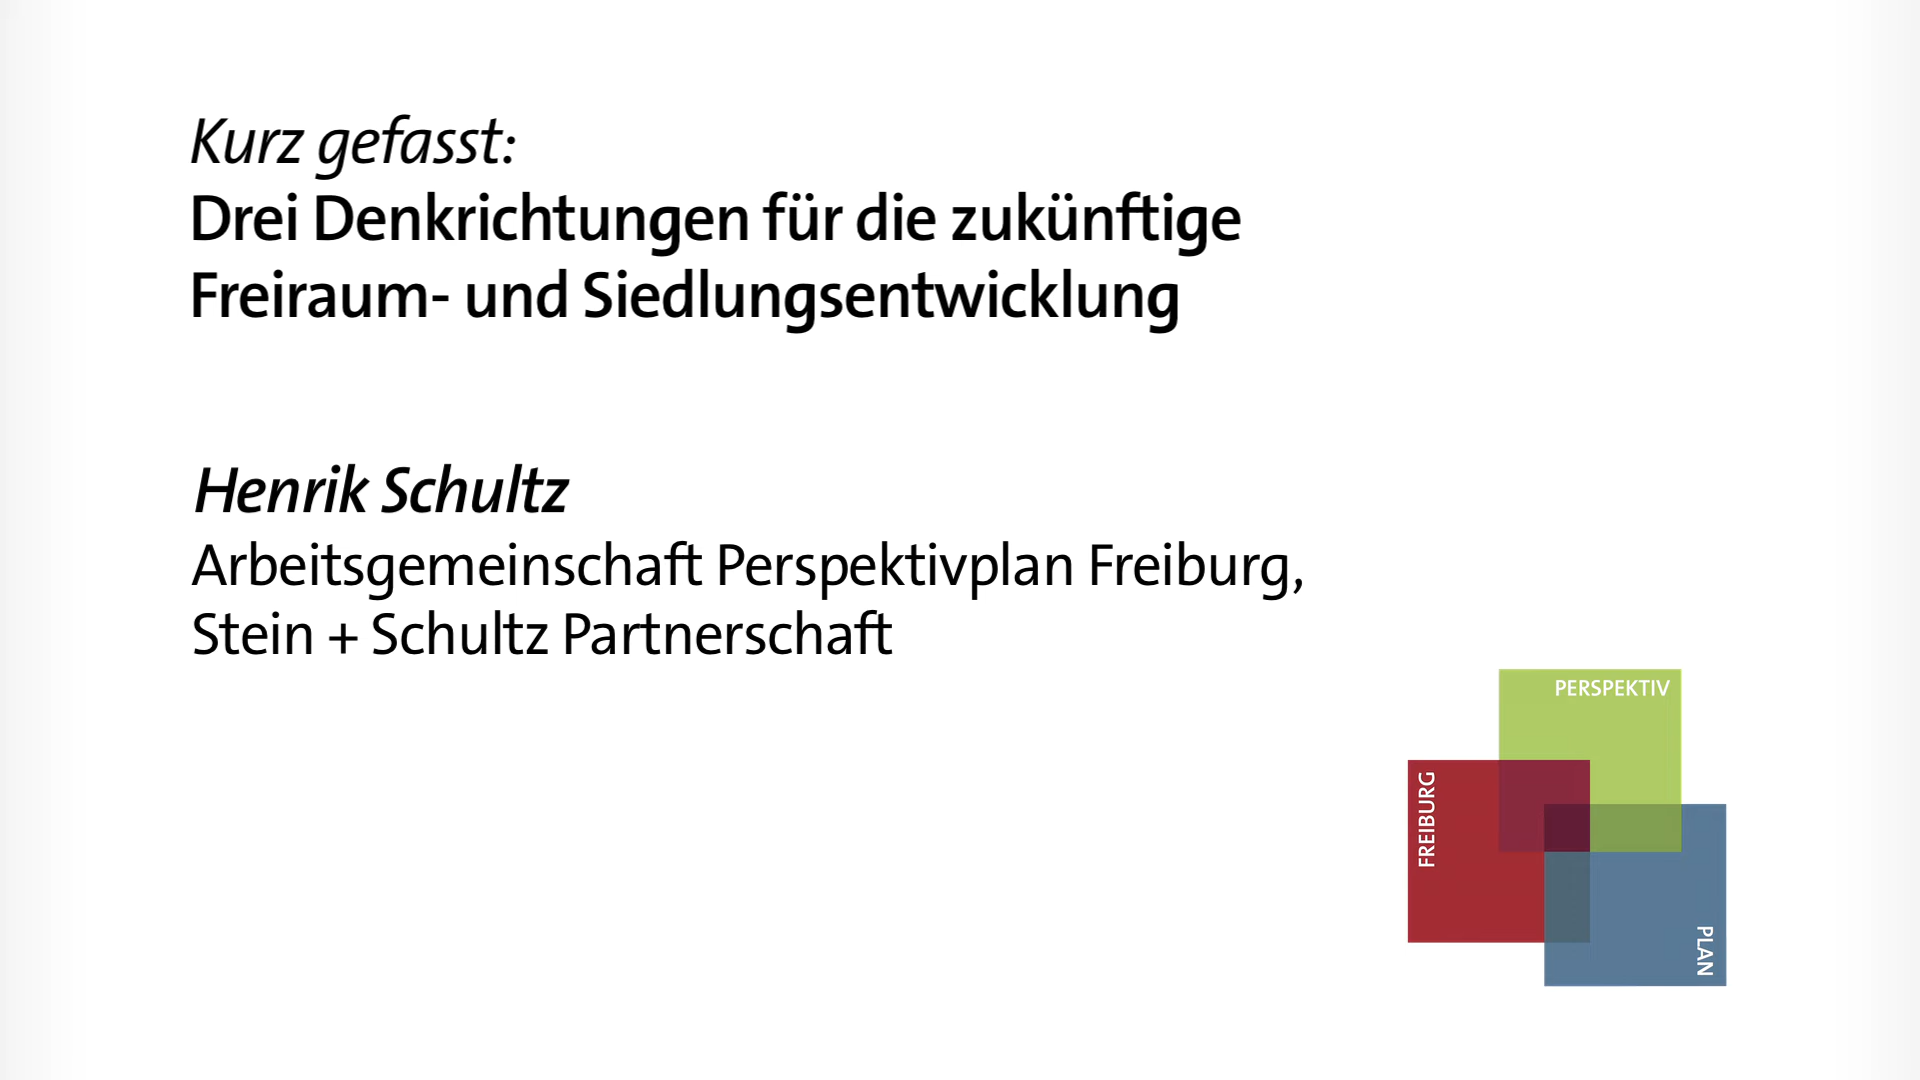 Kurz gefasst:
Drei Denkrichtungen für die zukünftige
Freiraum- und Siedlungsentwicklung
Henrik Schultz
Arbeitsgemeinschaft Perspektivplan Freiburg,
Stein + Schultz Partnerschaft
PERSPEKTIV
FREIBURG
PLAN